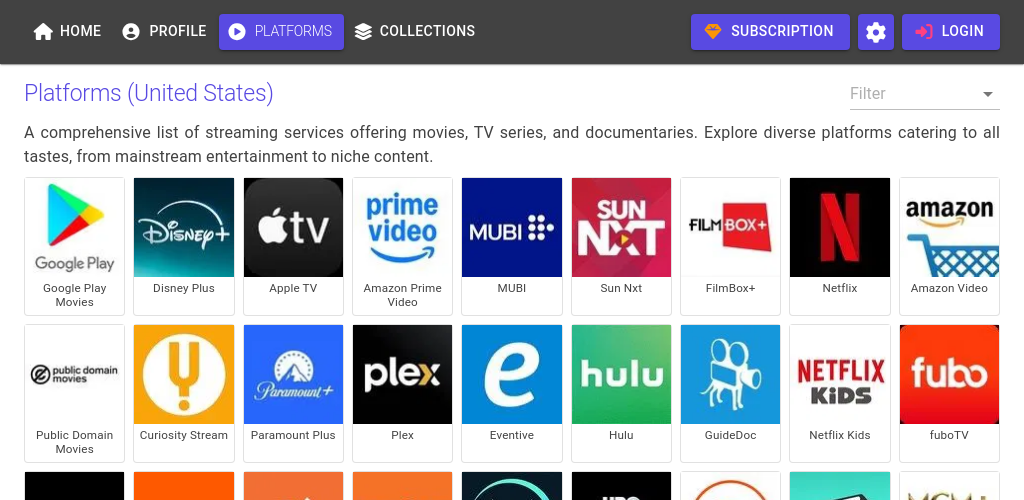 HOME PROFILE PLATFORMS COLLECTIONS SUBSCRIPTION LOGIN
Platforms (United States) Filter
A comprehensive list of streaming services offering movies, TV series, and documentaries. Explore diverse platforms catering to all
tastes, from mainstream entertainment to niche content.
Google Play
Google Play
Movies
Disney+
Disney Plus
tv
Apple TV
prime
video
Amazon Prime
Video
MUBI
MUBI
SUN
NXT
Sun Nxt
FILMBOX+
FilmBox+
N
Netflix
amazon
Amazon Video
public domain
movies
Public Domain
Movies
Curiosity Stream
Paramount+
Paramount Plus
plex
Plex
e
Eventive
hulu
Hulu
GuideDoc
NETFLIX
KiDS
Netflix Kids
fubo
fuboTV
HBO
MGM+